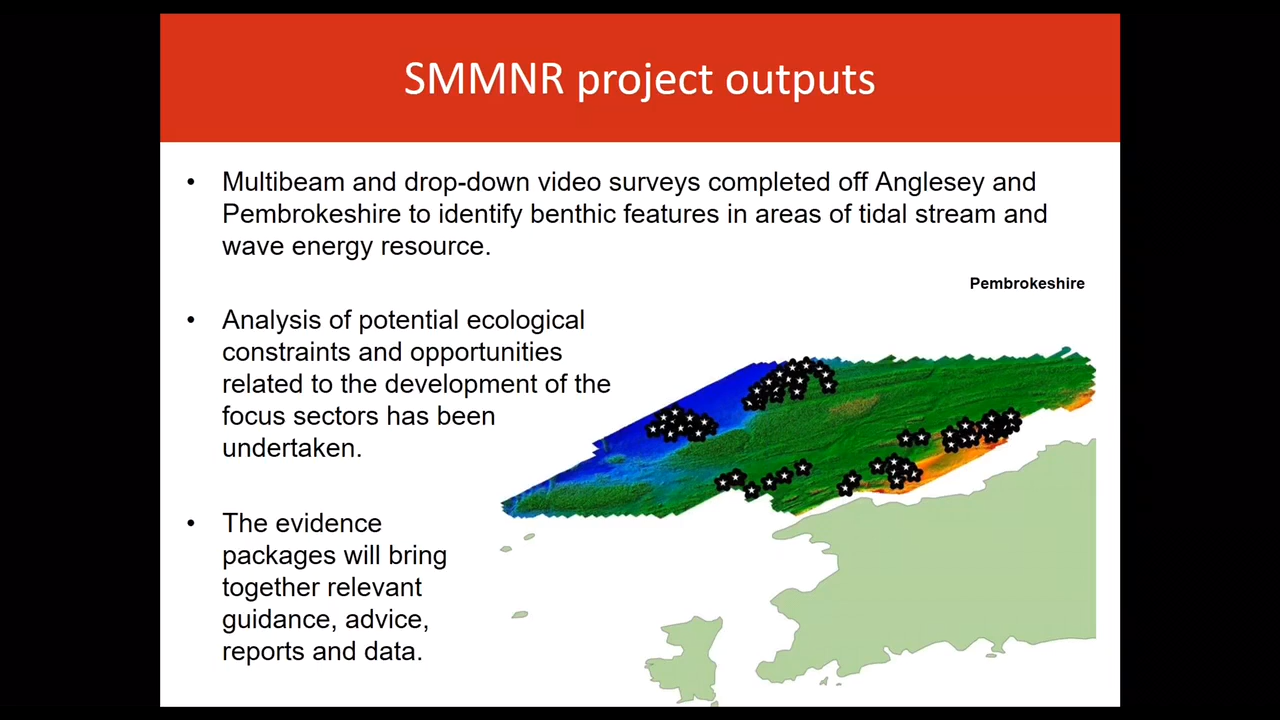 SMMNR project outputs
• Multibeam and drop-down video surveys completed off Anglesey and
Pembrokeshire to identify benthic features in areas of tidal stream and
wave energy resource.
Pembrokeshire
• Analysis of potential ecological
constraints and opportunities
related to the development of the
focus sectors has been
undertaken.
• The evidence
packages will bring
together relevant
guidance, advice,
reports and data.